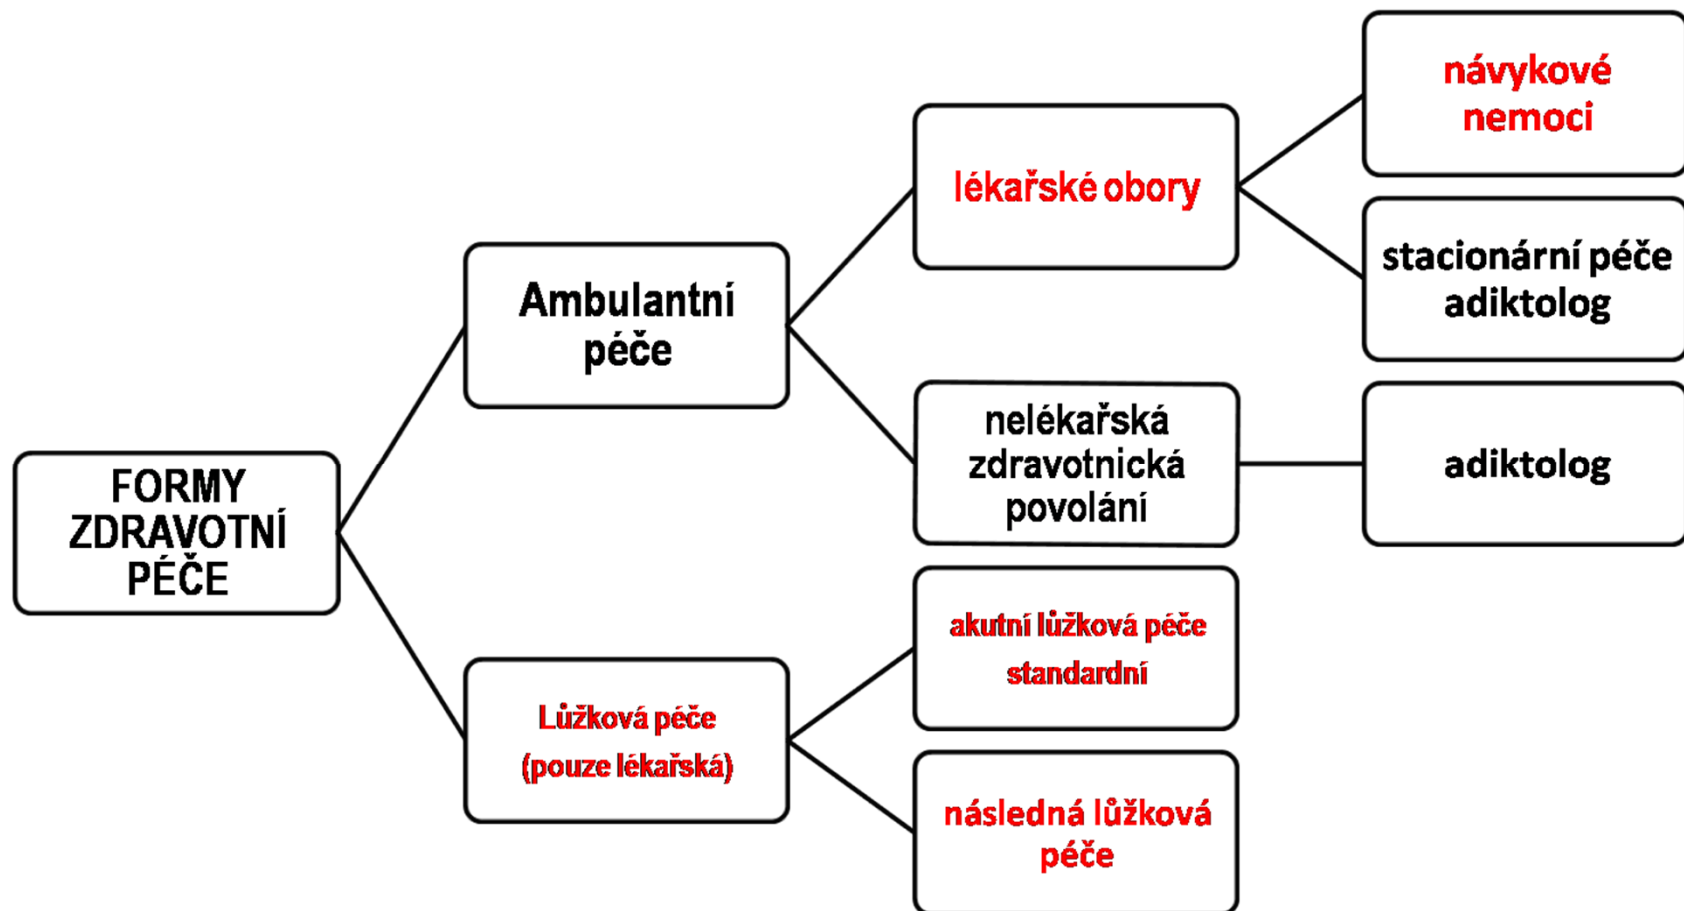 FORMY
ZDRAVOTNÍ
PÉČE
Ambulantní
péče
Lůžková péče
(pouze lékařská)
lékařské obory
nelékařská
zdravotnická
povolání
akutní lůžková péče
standardní
následná lůžková
péče
návykové
nemoci
stacionární péče
adiktolog
adiktolog